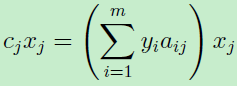 $c_j x_j = \left( \sum_{i=1}^{m} y_i a_{ij} \right) x_j$